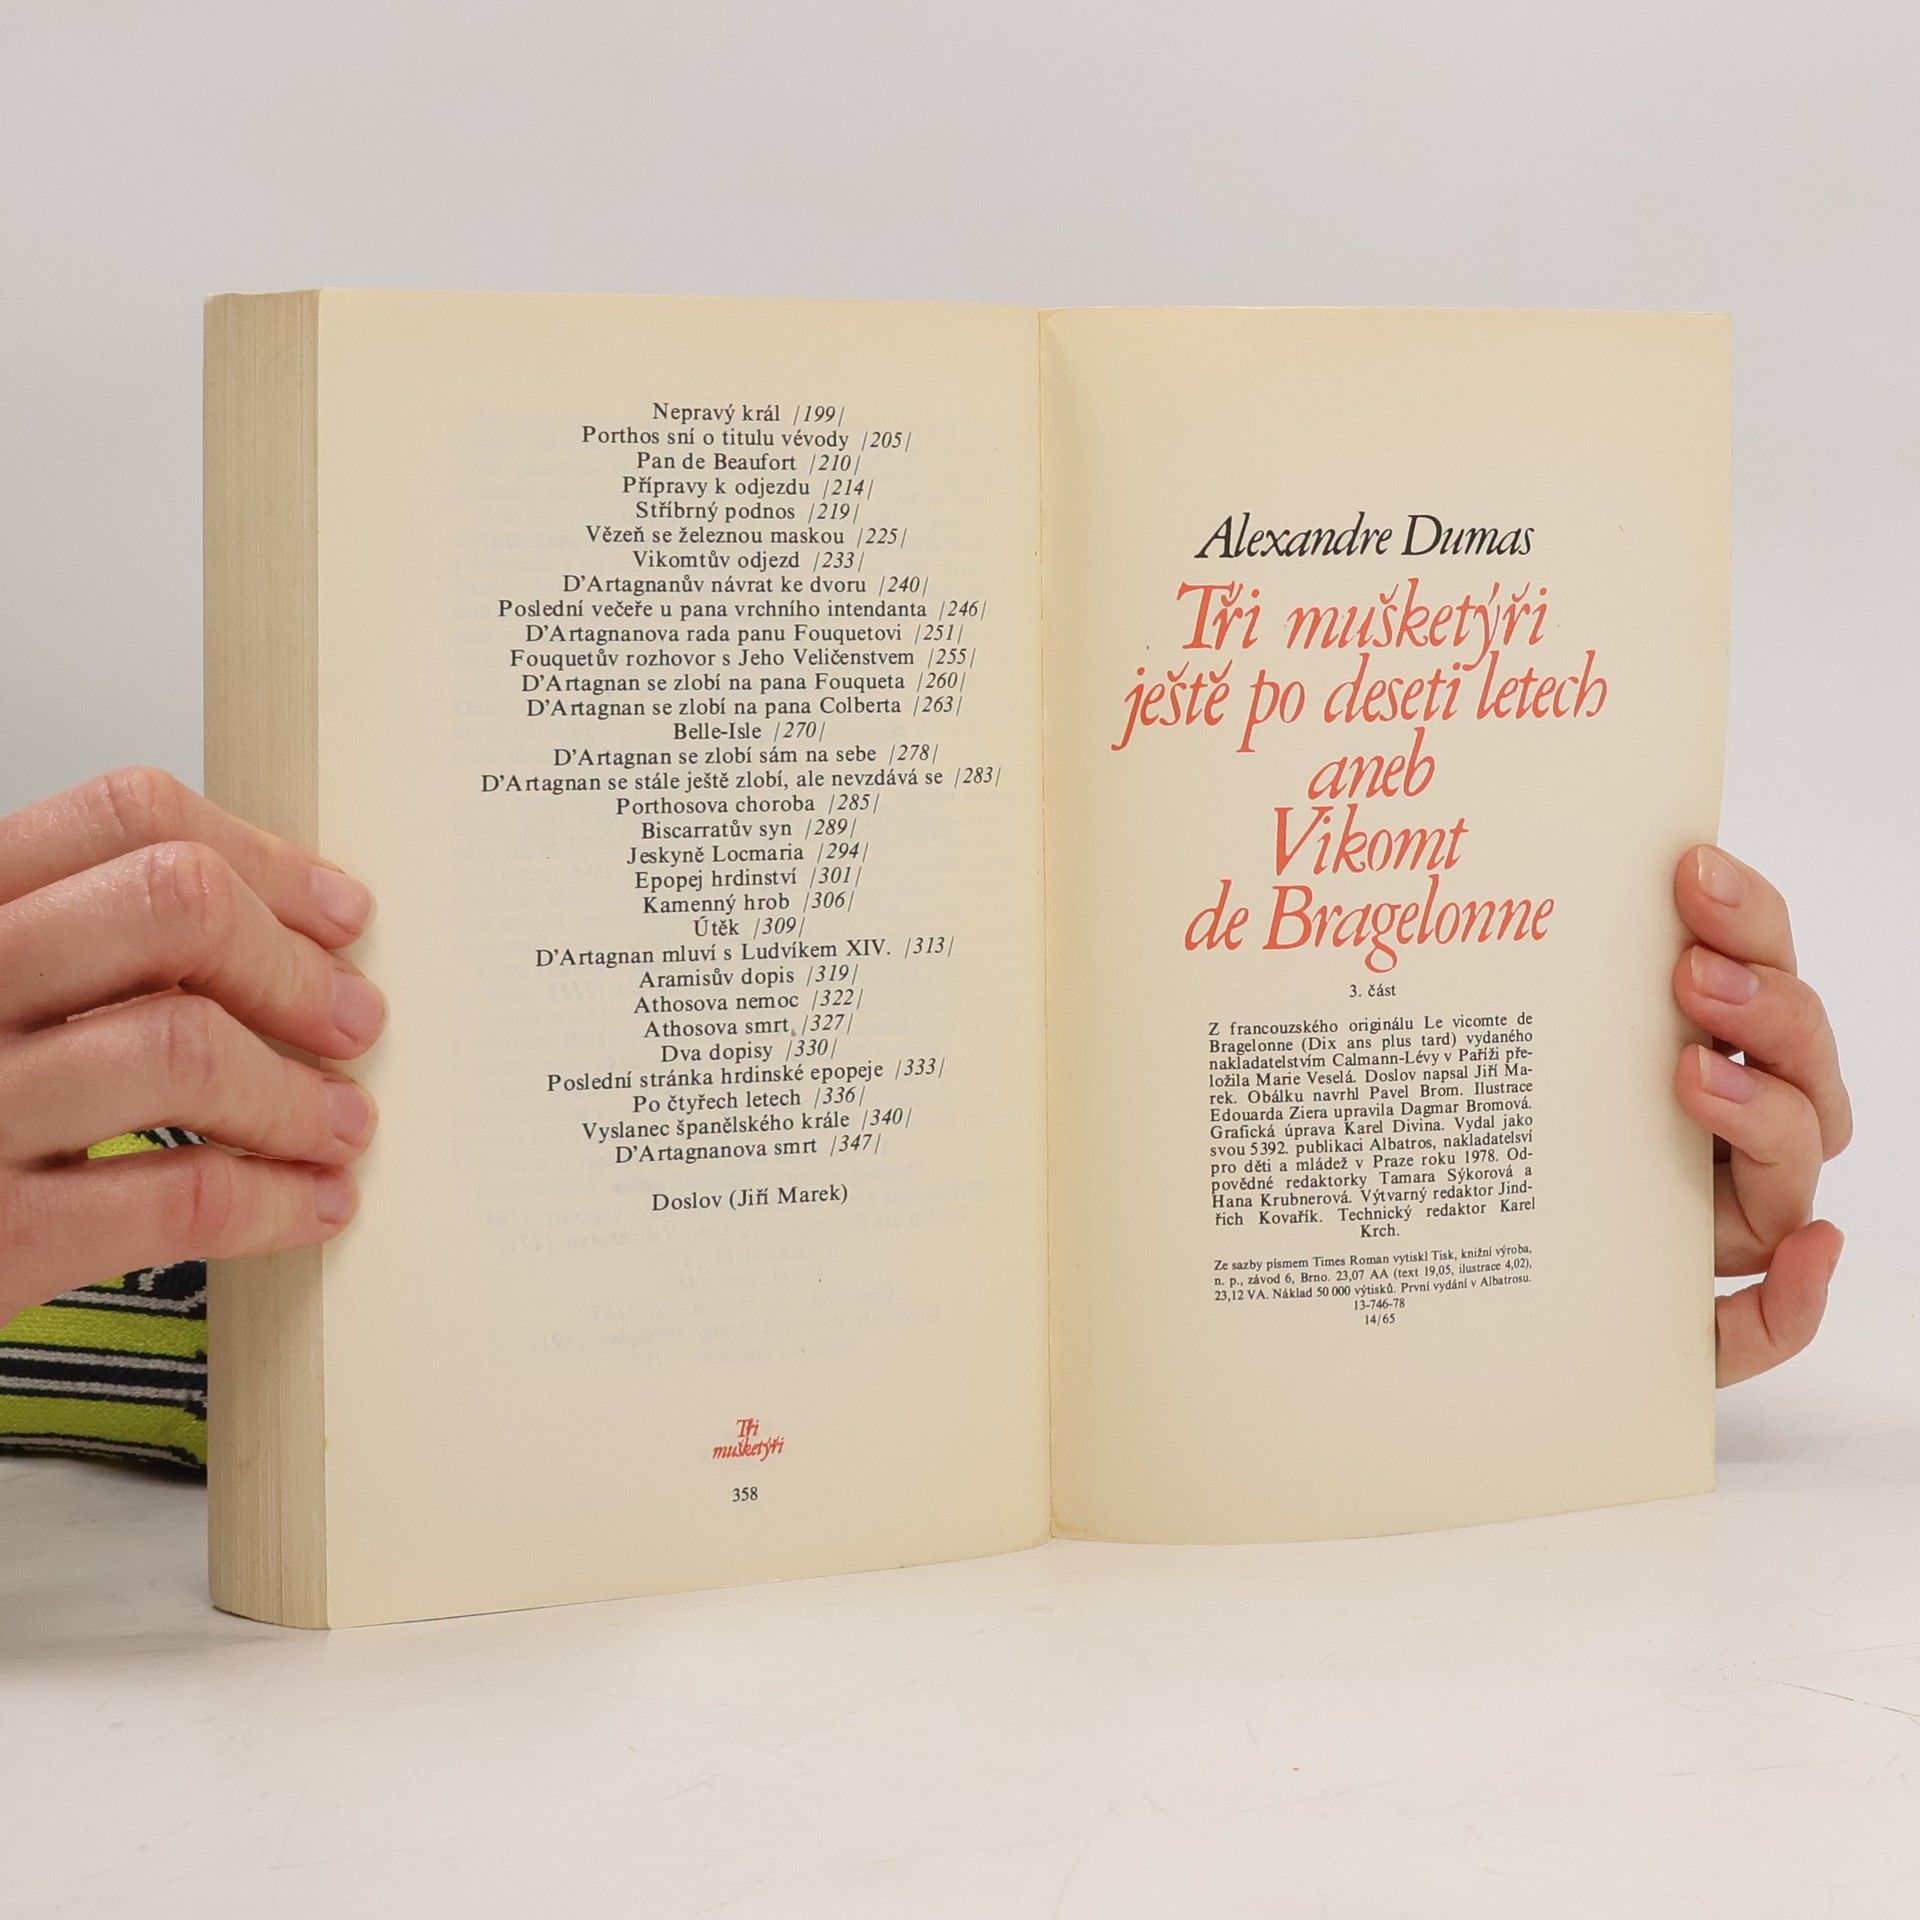 Nepravý král /199/
Porthos sní o titulu vévody /205/
Pan de Beaufort /210/
Přípravy k odjezdu /214/
Stříbrný podnos /219/
Vězeň se železnou maskou /225/
Vikomtův odjezd /233/
D'Artagnanův návrat ke dvoru /240/
Poslední večeře u pana vrchního intendanta /246/
D'Artagnanova rada panu Fouquetovi /251/
Fouquetův rozhovor s Jeho Veličenstvem /255/
D'Artagnan se zlobí na pana Fouqueta /260/
D'Artagnan se zlobí na pana Colberta /263/
Belle-Isle /270/
D'Artagnan se zlobí sám na sebe /278/
D'Artagnan se stále ještě zlobí, ale nevzdává se /283/
Porthosova choroba /285/
Biscarratův syn /289/
Jeskyně Locmaria /294/
Epopej hrdinství /301/
Kamenný hrob /306/
Útěk /309/
D'Artagnan mluví s Ludvíkem XIV. /313/
Aramisův dopis /319/
Athosova nemoc /322/
Athosova smrt /327/
Dva dopisy /330/
Poslední stránka hrdinské epopeje /333/
Po čtyřech letech /336/
Vyslanec španělského krále /340/
D'Artagnanova smrt /347/
Doslov (Jiří Marek)
Tři
mušketýři
358
Alexandre Dumas
Tři mušketýři
ještě po deseti letech
aneb
Vikomt
de Bragelonne
3. část
Z francouzského originálu Le vicomte de
Bragelonne (Dix ans plus tard) vydaného
nakladatelstvím Calmann-Lévy v Paříži pře-
ložila Marie Veselá. Doslov napsal Jiří Ma-
rek. Obálku navrhl Pavel Brom. Ilustrace
Edouarda Ziera upravila Dagmar Bromová.
Grafická úprava Karel Divina. Vydal jako
svou 5392. publikaci Albatros, nakladatelsví
pro děti a mládež v Praze roku 1978. Od-
povědné redaktorky Tamara Sýkorová a
Hana Krubnerová. Výtvarný redaktor Jind-
řich Kovařík. Technický redaktor Karel
Krch.
Ze sazby písmem Times Roman vytiskl Tisk, knižní výroba,
n. p., závod 6, Brno. 23,07 AA (text 19,05, ilustrace 4,02),
23,12 VA. Náklad 50 000 výtisků. První vydání v Albatrosu.
13-746-78
14/65